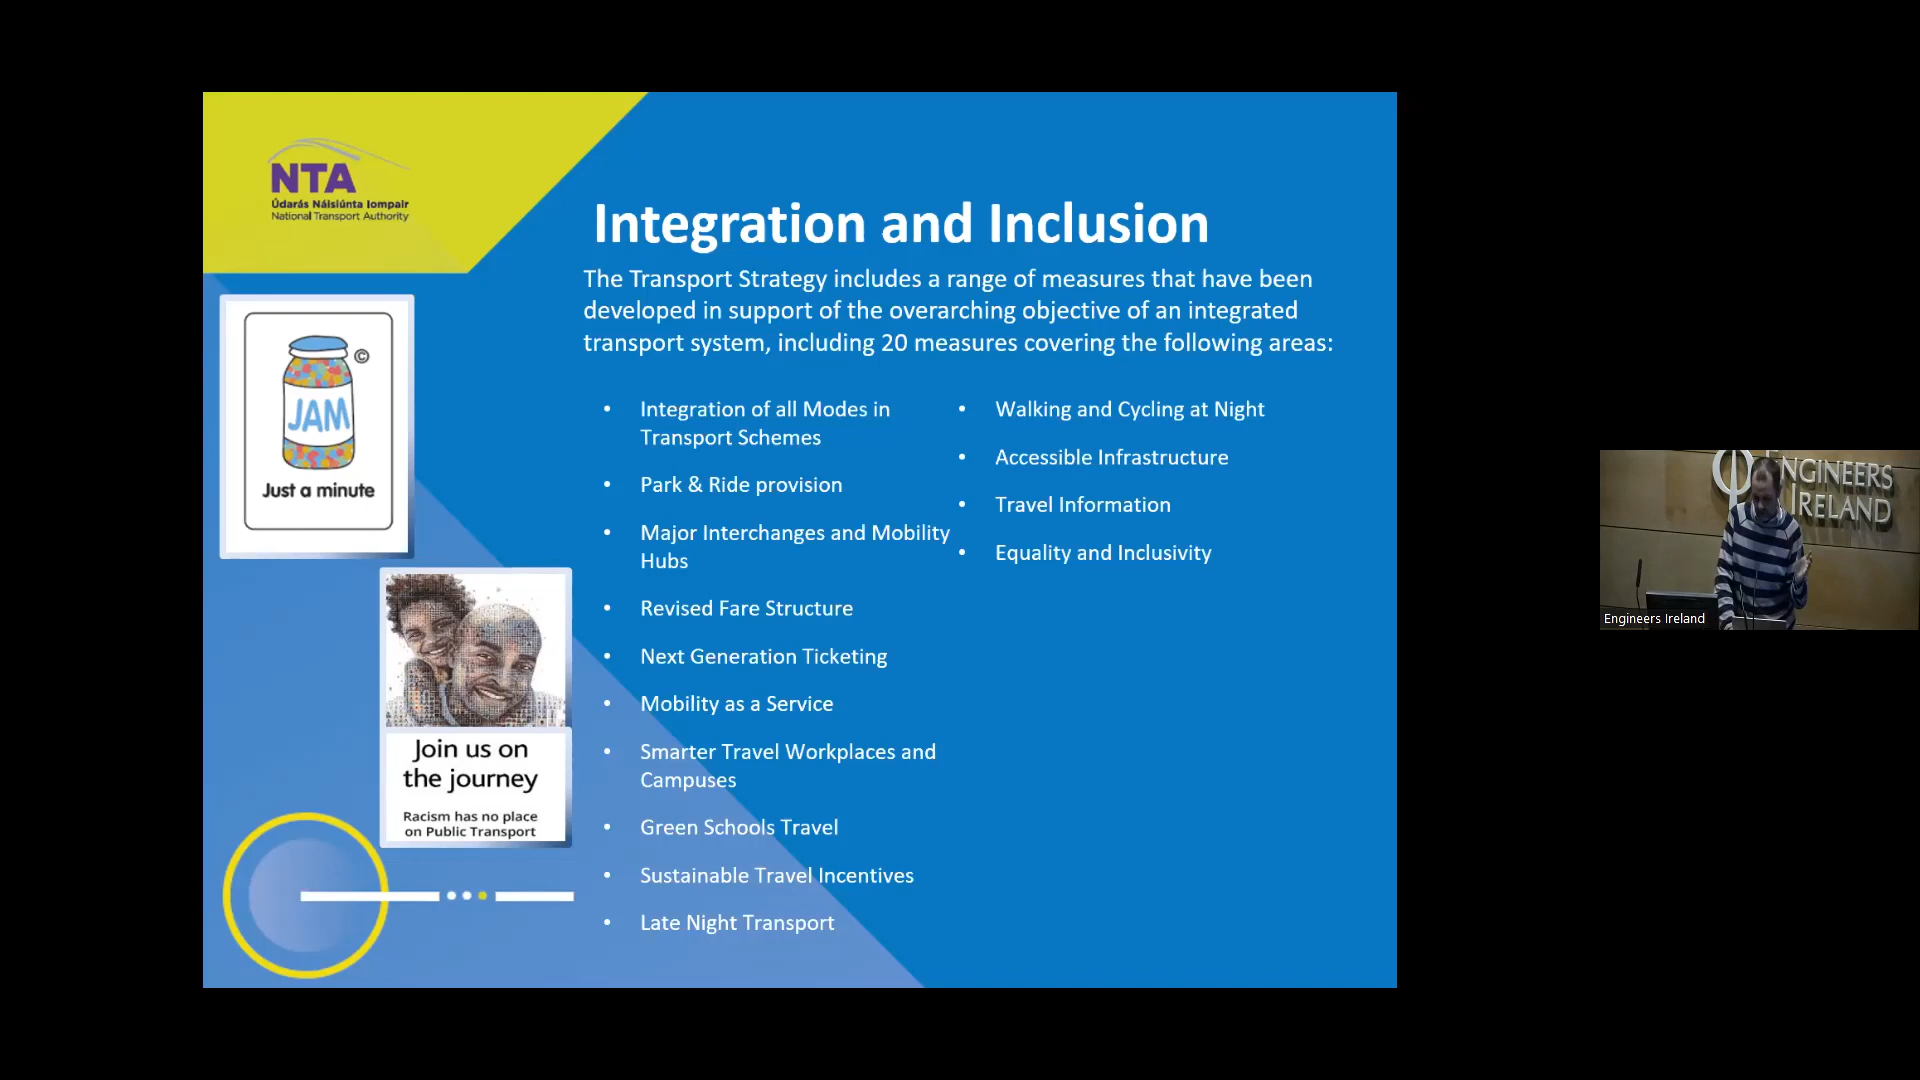 NTA
Údarás Náisiúnta Iompair
National Transport Authority
Integration and Inclusion
The Transport Strategy includes a range of measures that have been
developed in support of the overarching objective of an integrated
transport system, including 20 measures covering the following areas:
©
JAM
Just a minute
Join us on
the journey
Racism has no place
on Public Transport
• Integration of all Modes in
Transport Schemes
• Park & Ride provision
• Major Interchanges and Mobility
Hubs
• Revised Fare Structure
• Next Generation Ticketing
• Mobility as a Service
• Smarter Travel Workplaces and
Campuses
• Green Schools Travel
• Sustainable Travel Incentives
• Late Night Transport
• Walking and Cycling at Night
• Accessible Infrastructure
• Travel Information
• Equality and Inclusivity
ENGINEERS
IRELAND
Engineers Ireland